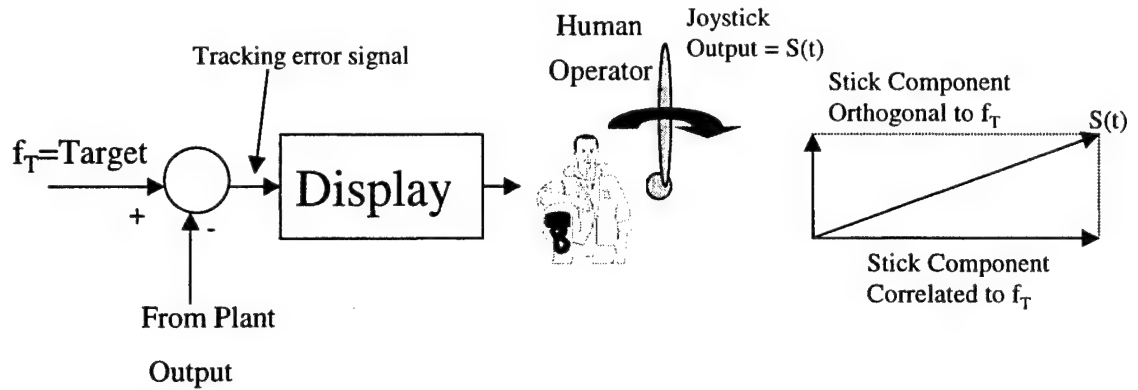 Human
Operator
Joystick
Output = S(t)
Tracking error signal
Stick Component
Orthogonal to f_T
S(t)
f_T=Target
+
-
Display
From Plant
Output
Stick Component
Correlated to f_T